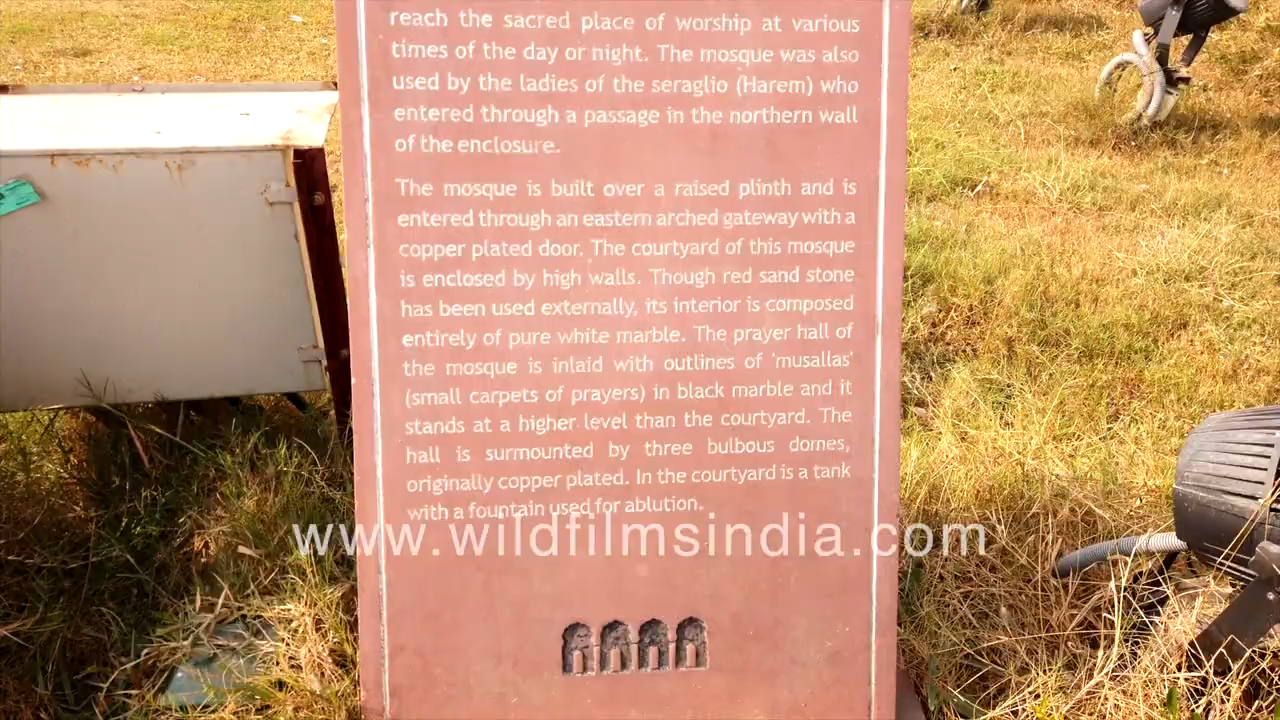 reach the sacred place of worship at various
times of the day or night. The mosque was also
used by the ladies of the seraglio (Harem) who
entered through a passage in the northern wall
of the enclosure.
The mosque is built over a raised plinth and is
entered through an eastern arched gateway with a
copper plated door. The courtyard of this mosque
is enclosed by high walls. Though red sand stone
has been used externally, its interior is composed
entirely of pure white marble. The prayer hall of
the mosque is inlaid with outlines of 'musallas'
(small carpets of prayers) in black marble and it
stands at a higher level than the courtyard. The
hall is surmounted by three bulbous domes,
originally copper plated. In the courtyard is a tank
with a fountain used for ablution.
www.wildfilmsindia.com